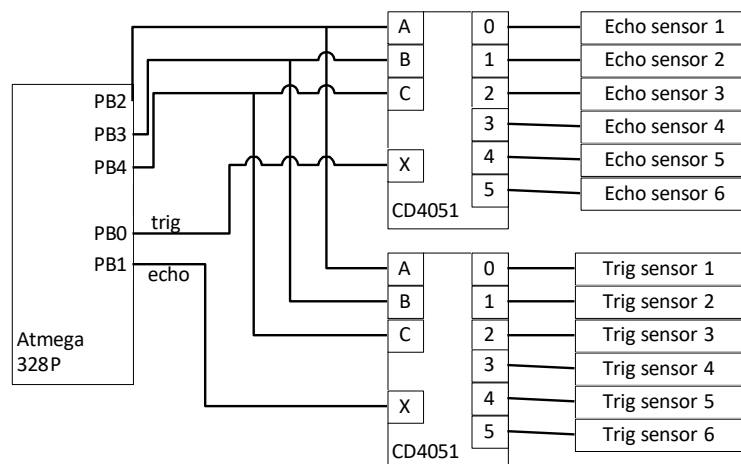 A
B
C
X
CD4051
0
1
2
3
4
5
Echo sensor 1
Echo sensor 2
Echo sensor 3
Echo sensor 4
Echo sensor 5
Echo sensor 6
PB2
PB3
PB4
PB0
PB1
trig
echo
Atmega
328P
A
B
C
X
CD4051
0
1
2
3
4
5
Trig sensor 1
Trig sensor 2
Trig sensor 3
Trig sensor 4
Trig sensor 5
Trig sensor 6